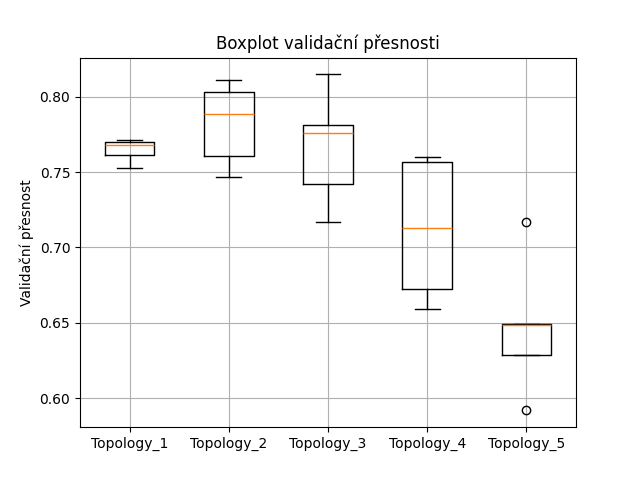 Boxplot validační přesnosti
Validační přesnost
0.80
0.75
0.70
0.65
0.60
Topology_1 Topology_2 Topology_3 Topology_4 Topology_5